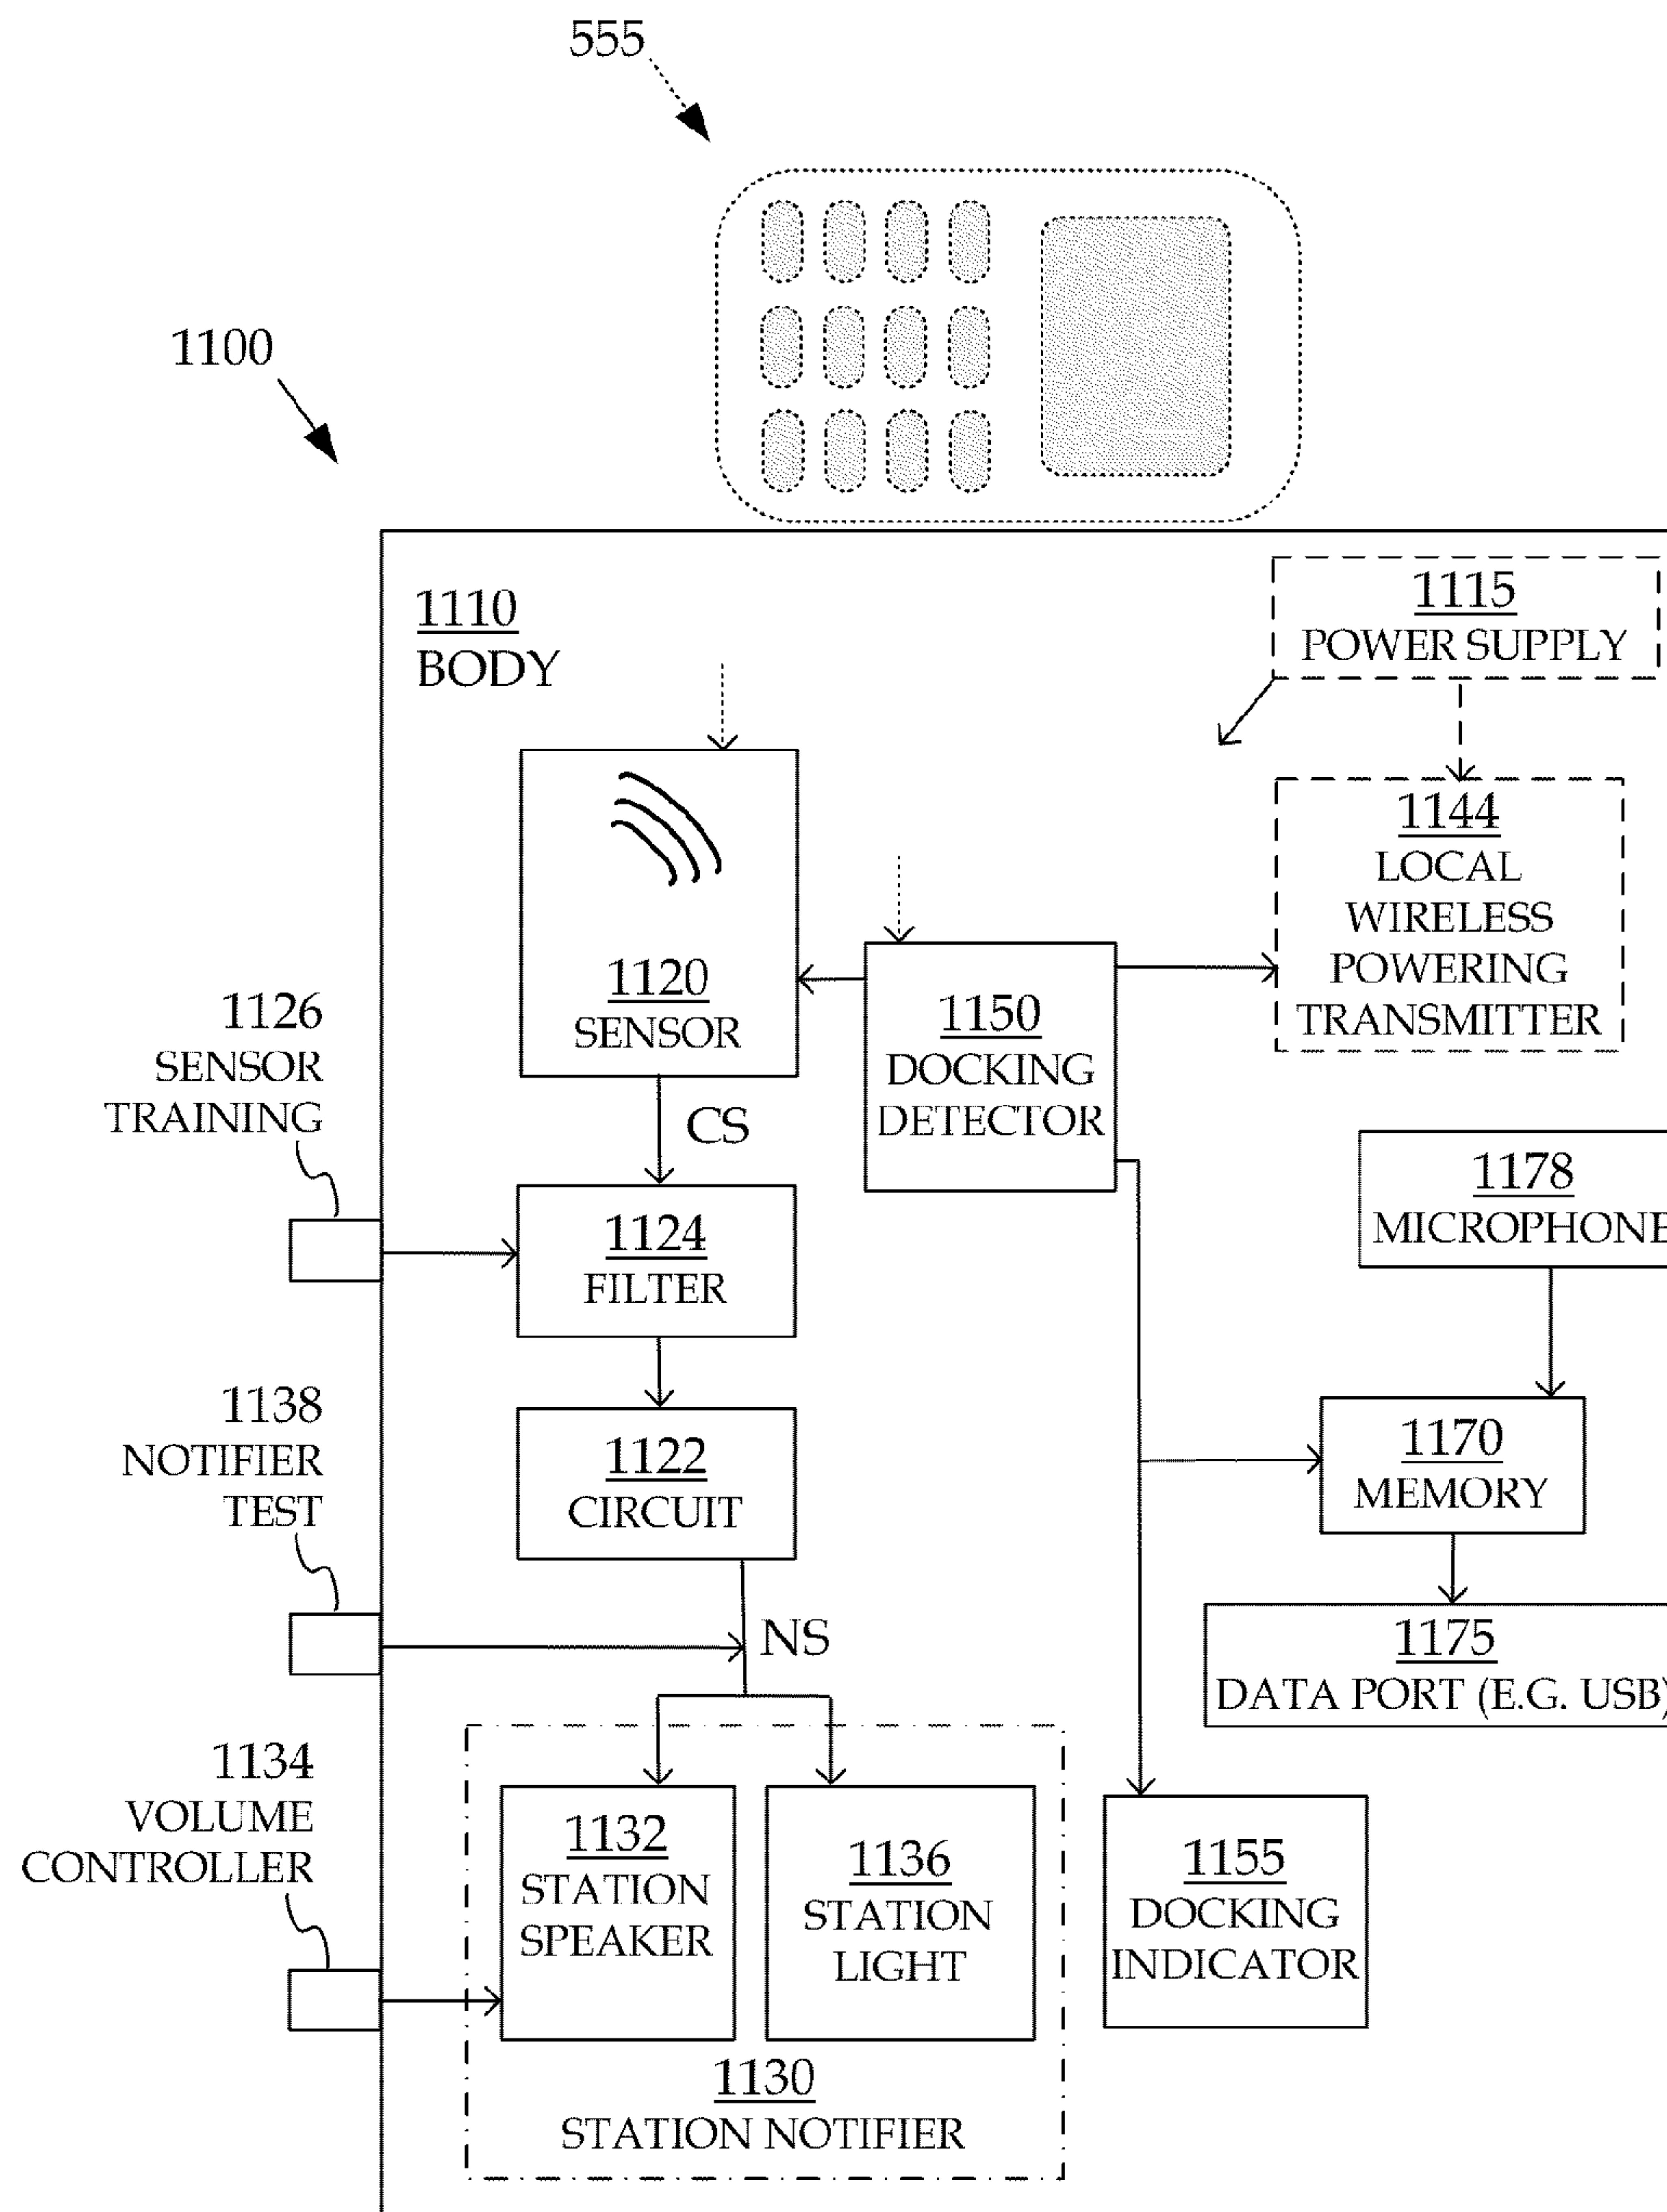 555
1100
1110
BODY
1115
POWER SUPPLY
1144
LOCAL
WIRELESS
POWERING
TRANSMITTER
1120
SENSOR
1150
DOCKING
DETECTOR
1126
SENSOR
TRAINING
CS
1178
MICROPHONE
1124
FILTER
1138
NOTIFIER
TEST
1122
CIRCUIT
1170
MEMORY
NS
1175
DATA PORT (E.G. USB)
1134
VOLUME
CONTROLLER
1132
STATION
SPEAKER
1136
STATION
LIGHT
1155
DOCKING
INDICATOR
1130
STATION NOTIFIER